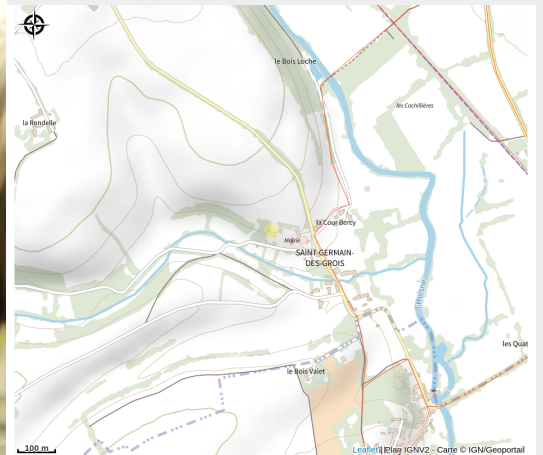 le Bois Loche
les Cochillières
la Rondelle
la Cour Bercy
Mairie
SAINT-GERMAIN-
DES-GROIS
l'Huisne
les Quat
le Bois Valet
100 m
Leaflet | Plan IGNV2 - Carte © IGN/Geoportail